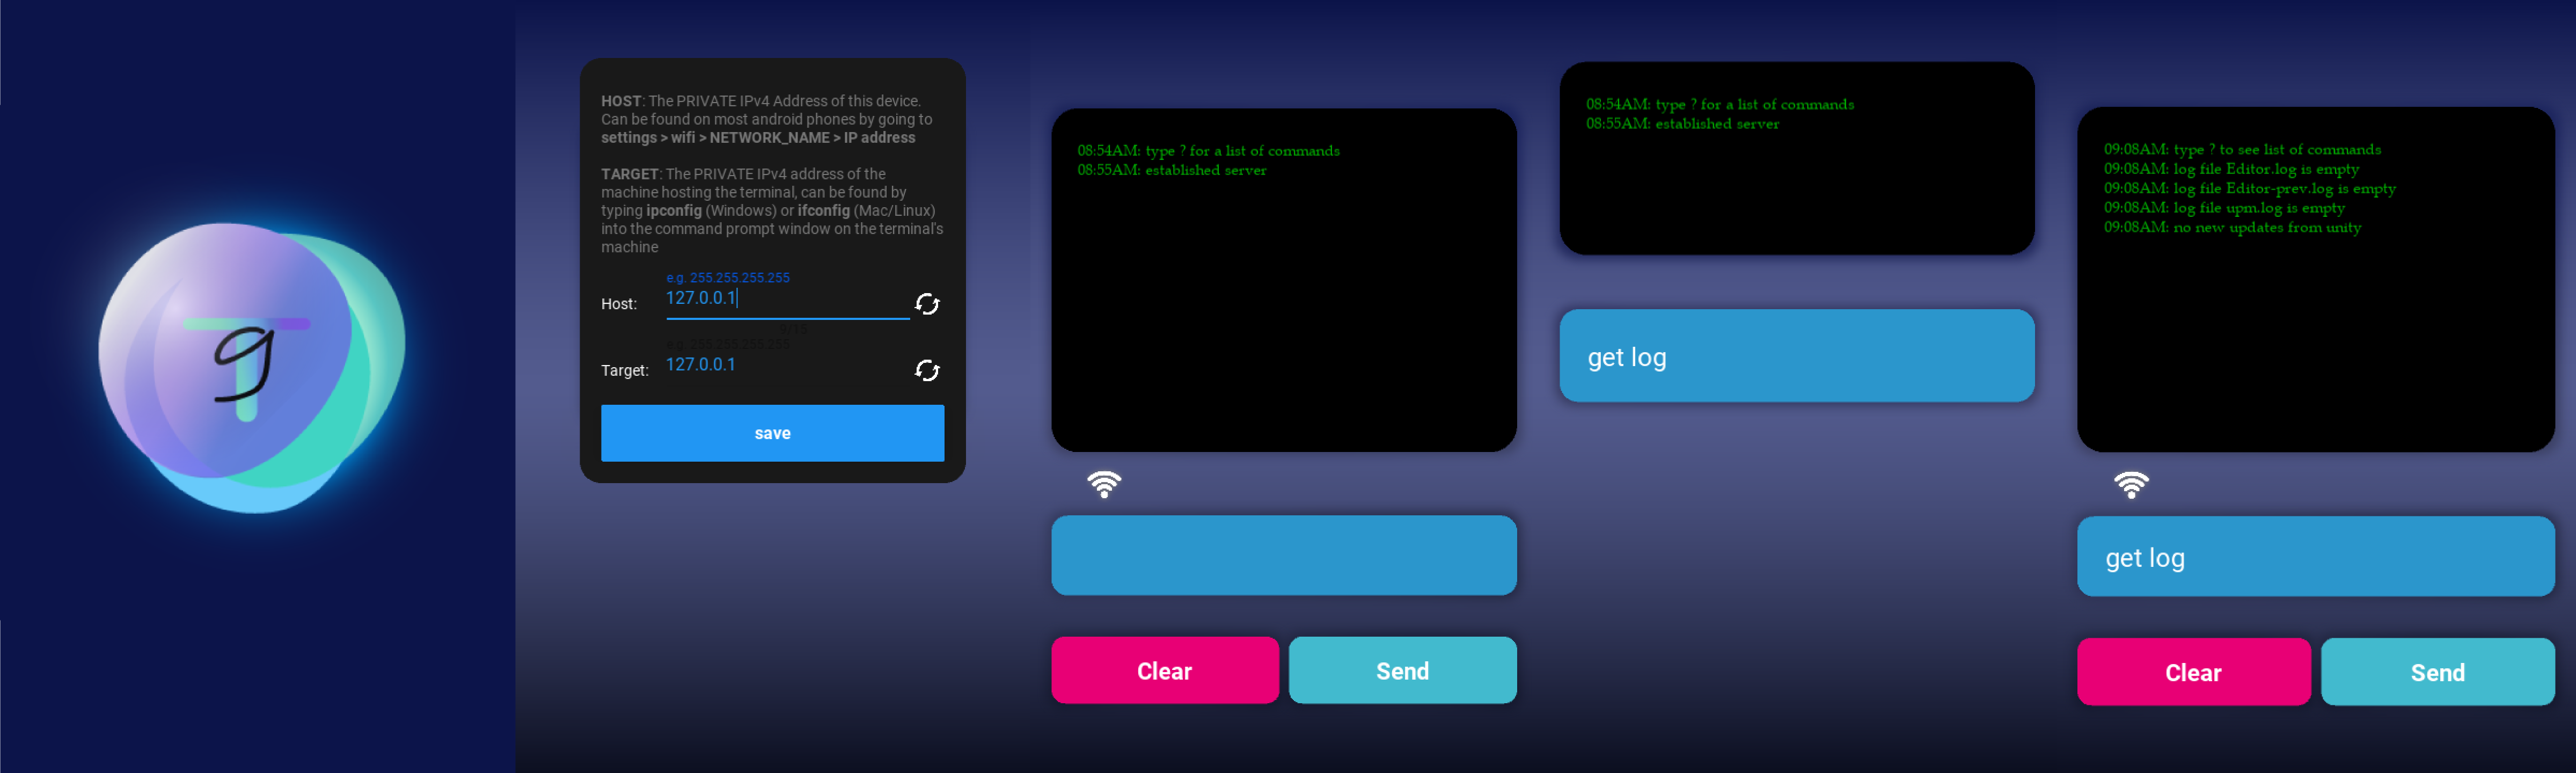 HOST: The PRIVATE IPv4 Address of this device.
Can be found on most android phones by going to
settings > wifi > NETWORK_NAME > IP address
TARGET: The PRIVATE IPv4 address of the
machine hosting the terminal, can be found by
typing ipconfig (Windows) or ifconfig (Mac/Linux)
into the command prompt window on the terminal's
machine
e.g. 255.255.255.255
Host: 127.0.0.1
9/15
e.g. 255.255.255.255
Target: 127.0.0.1
save
08:54AM: type ? for a list of commands
08:55AM: established server
Clear
Send
08:54AM: type ? for a list of commands
08:55AM: established server
get log
09:08AM: type ? to see list of commands
09:08AM: log file Editor.log is empty
09:08AM: log file Editor-prev.log is empty
09:08AM: log file upm.log is empty
09:08AM: no new updates from unity
get log
Clear
Send